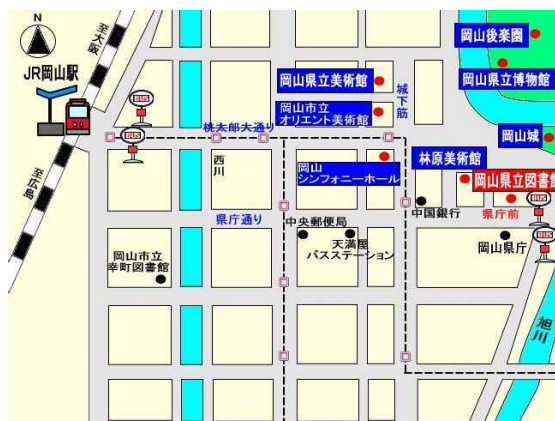 N
至大阪
JR岡山駅
至広島
BUS
BUS
桃太郎大通り
西川
県庁通り
岡山市立
幸町図書館
岡山県立美術館
岡山市立
オリエント美術館
城下筋
岡山後楽園
岡山県立博物館
岡山城
岡山
シンフォニーホール
林原美術館
岡山県立図書館
中国銀行
県庁前
BUS
BUS
中央郵便局
天満屋
バスステーション
岡山県庁
旭川